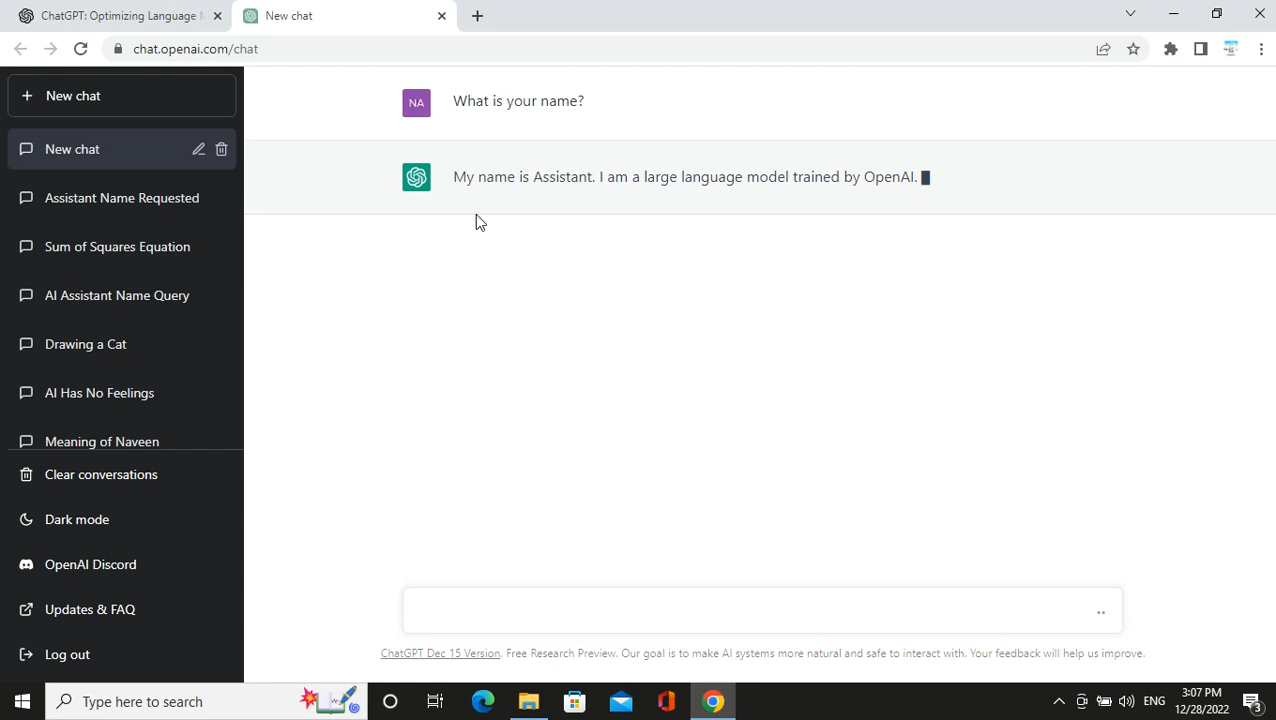 ChatGPT: Optimizing Language
New chat
chat.openai.com/chat
New chat
New chat
Assistant Name Requested
Sum of Squares Equation
AI Assistant Name Query
Drawing a Cat
AI Has No Feelings
Meaning of Naveen
Clear conversations
Dark mode
OpenAI Discord
Updates & FAQ
Log out
NA
What is your name?
My name is Assistant. I am a large language model trained by OpenAI.
ChatGPT Dec 15 Version. Free Research Preview. Our goal is to make AI systems more natural and safe to interact with. Your feedback will help us improve.
Type here to search
ENG
3:07 PM
12/28/2022
3